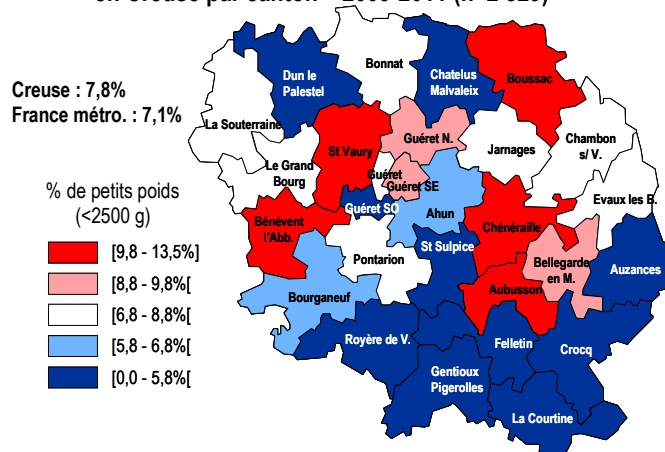 Creuse : 7,8%
France métro. : 7,1%
% de petits poids
(<2500 g)
[9,8 - 13,5%]
[8,8 - 9,8%[
[6,8 - 8,8%[
[5,8 - 6,8%[
[0,0 - 5,8%[
Dun le
Palestel
Bonnat
Chatelus
Malvaleix
Boussac
La Souterraine
St Vaury
Guéret N.
Jarnages
Chambon
s/ V.
Le Grand
Bourg
Guéret
Guéret SE
Evaux les B.
Bénévent
l'Abb.
Guéret SO
Ahun
Chénéraille
St Sulpice
Pontarion
Bellegarde
en M.
Auzances
Bourganeuf
Aubusson
Royère de V.
Felletin
Crocq
Gentioux
Pigerolles
La Courtine